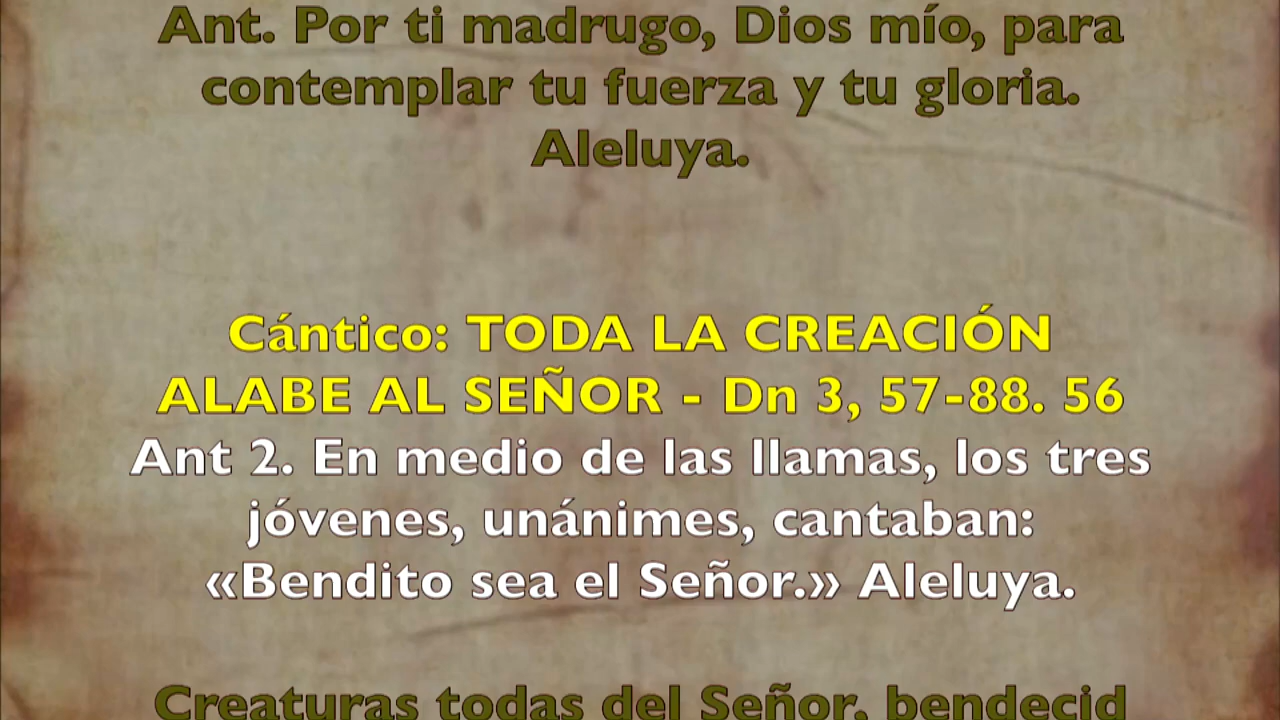 Ant. Por ti madrugo, Dios mío, para
contemplar tu fuerza y tu gloria.
Aleluya.
Cántico: TODA LA CREACIÓN
ALABE AL SEÑOR - Dn 3, 57-88. 56
Ant 2. En medio de las llamas, los tres
jóvenes, unánimes, cantaban:
«Bendito sea el Señor.» Aleluya.
Creaturas todas del Señor, bendecid